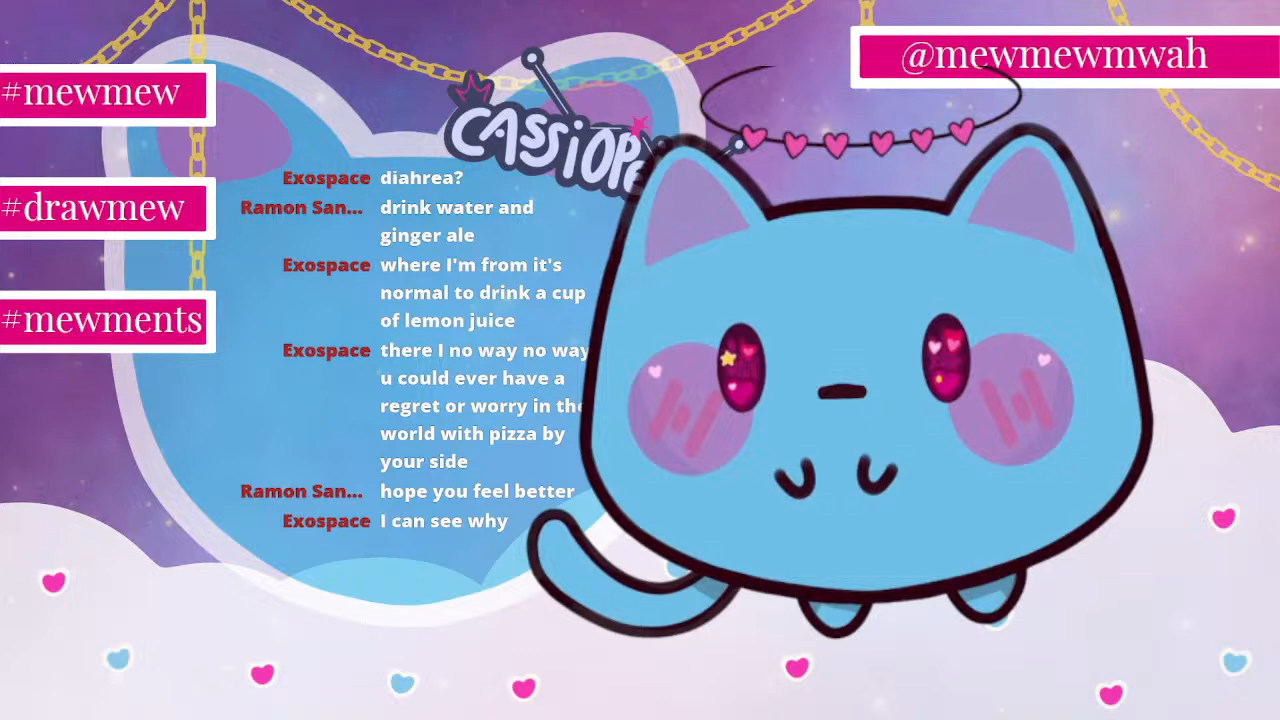 @mewmewmwah
#mewmew
#drawmew
#mewments
CASSIOPE
Exospace diahrea?
Ramon San... drink water and
ginger ale
Exospace where I'm from it's
normal to drink a cup
of lemon juice
Exospace there I no way no way
u could ever have a
regret or worry in the
world with pizza by
your side
Ramon San... hope you feel better
Exospace I can see why